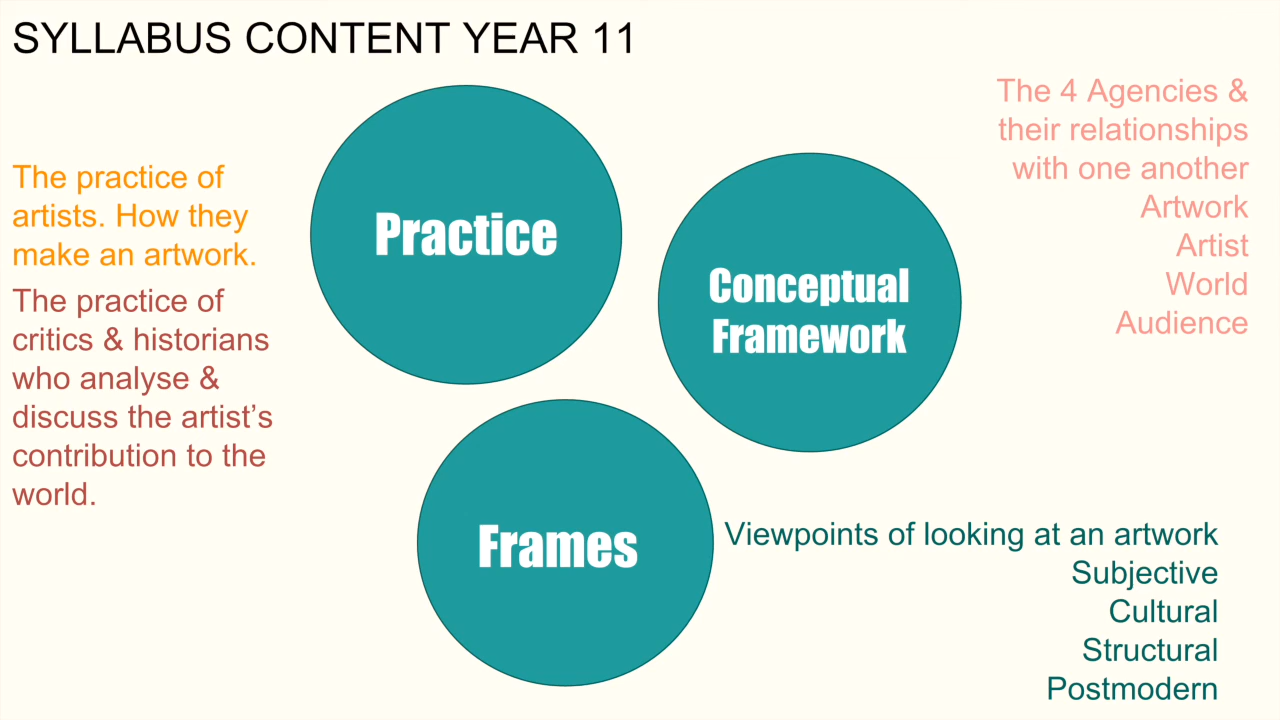 SYLLABUS CONTENT YEAR 11
The practice of
artists. How they
make an artwork.
The practice of
critics & historians
who analyse &
discuss the artist’s
contribution to the
world.
Practice
Conceptual
Framework
The 4 Agencies &
their relationships
with one another
Artwork
Artist
World
Audience
Frames
Viewpoints of looking at an artwork
Subjective
Cultural
Structural
Postmodern